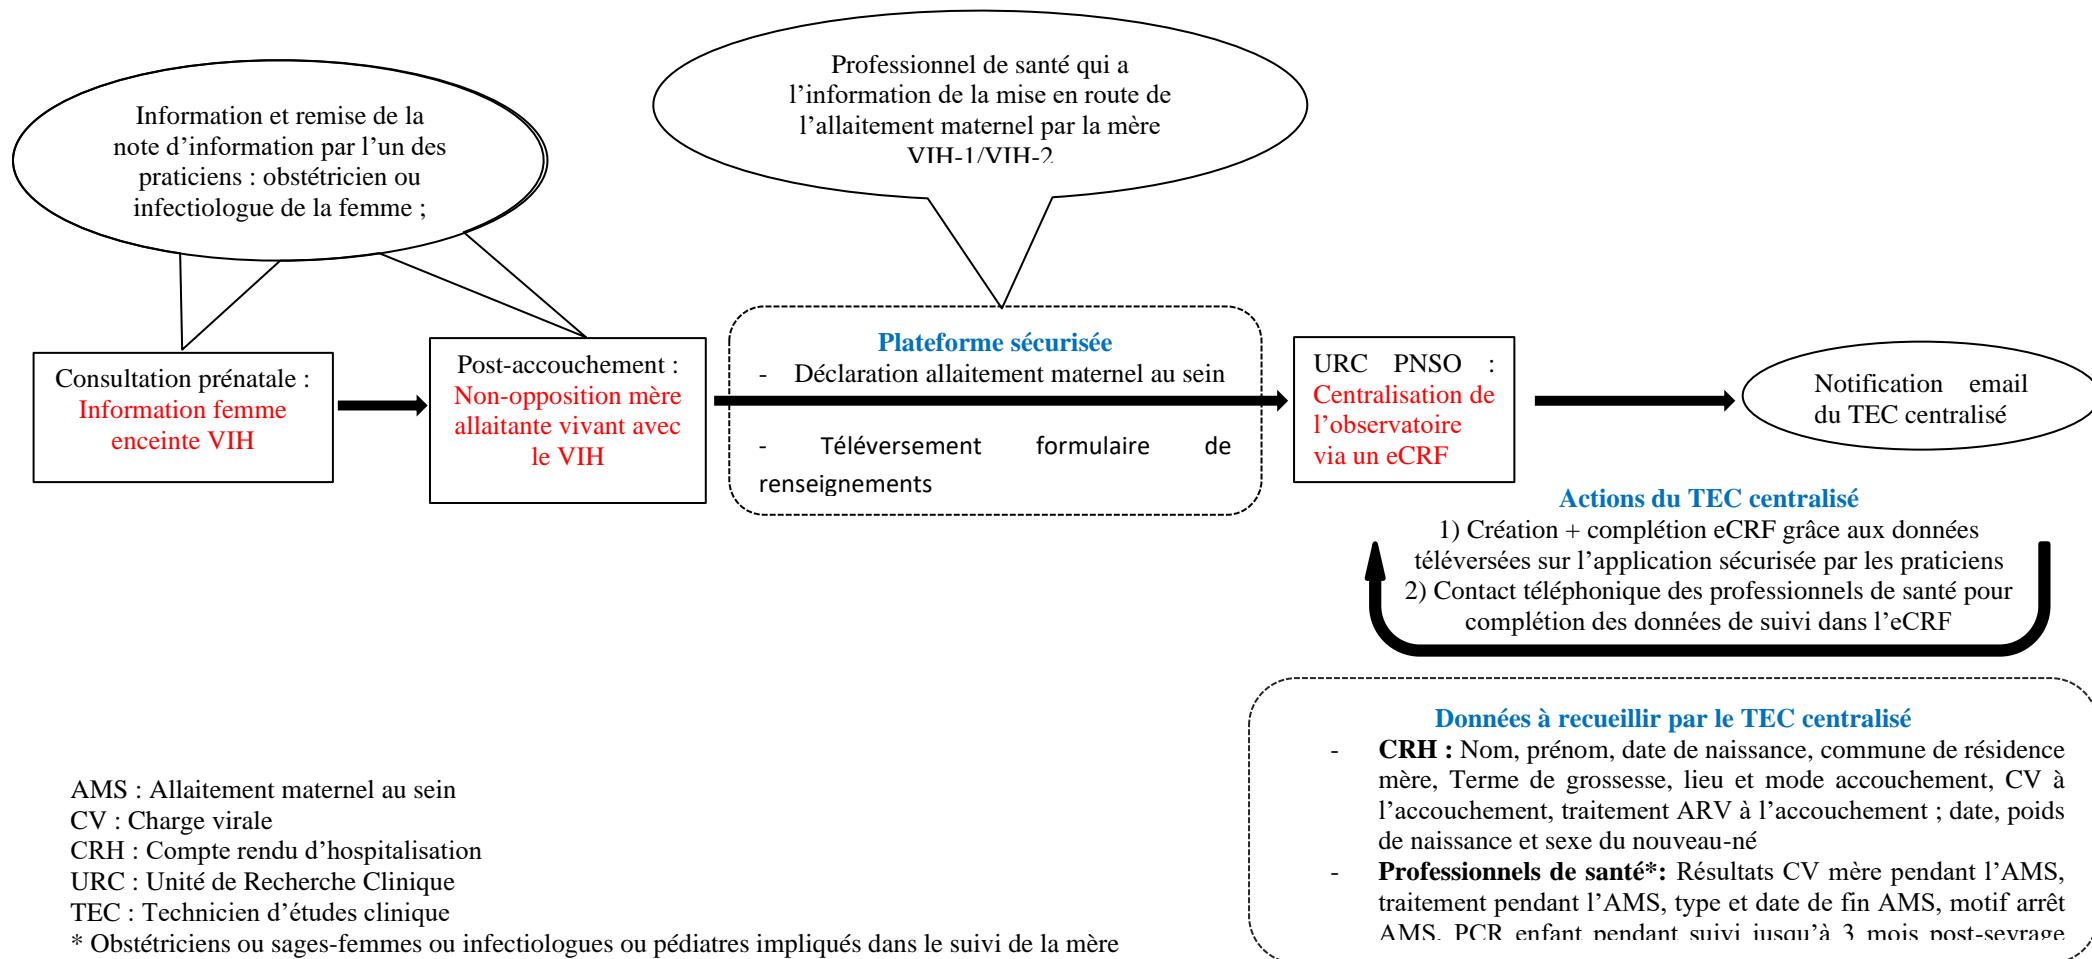 Information et remise de la
note d’information par l’un des
praticiens : obstétricien ou
infectiologue de la femme ;
Professionnel de santé qui a
l’information de la mise en route de
l’allaitement maternel par la mère
VIH-1/VIH-2
Consultation prénatale :
Information femme
enceinte VIH
Post-accouchement :
Non-opposition mère
allaitante vivant avec
le VIH
Plateforme sécurisée
- Déclaration allaitement maternel au sein
- Téléversement formulaire de
renseignements
URC PNSO :
Centralisation de
l’observatoire
via un eCRF
Notification email
du TEC centralisé
Actions du TEC centralisé
1) Création + complétion eCRF grâce aux données
téléversées sur l’application sécurisée par les praticiens
2) Contact téléphonique des professionnels de santé pour
complétion des données de suivi dans l’eCRF
Données à recueillir par le TEC centralisé
- CRH : Nom, prénom, date de naissance, commune de résidence
mère, Terme de grossesse, lieu et mode accouchement, CV à
l’accouchement, traitement ARV à l’accouchement ; date, poids
de naissance et sexe du nouveau-né
- Professionnels de santé*: Résultats CV mère pendant l’AMS,
traitement pendant l’AMS, type et date de fin AMS, motif arrêt
AMS, PCR enfant pendant suivi jusqu’à 3 mois post-sevrage
AMS : Allaitement maternel au sein
CV : Charge virale
CRH : Compte rendu d’hospitalisation
URC : Unité de Recherche Clinique
TEC : Technicien d’études clinique
* Obstétriciens ou sages-femmes ou infectiologues ou pédiatres impliqués dans le suivi de la mère